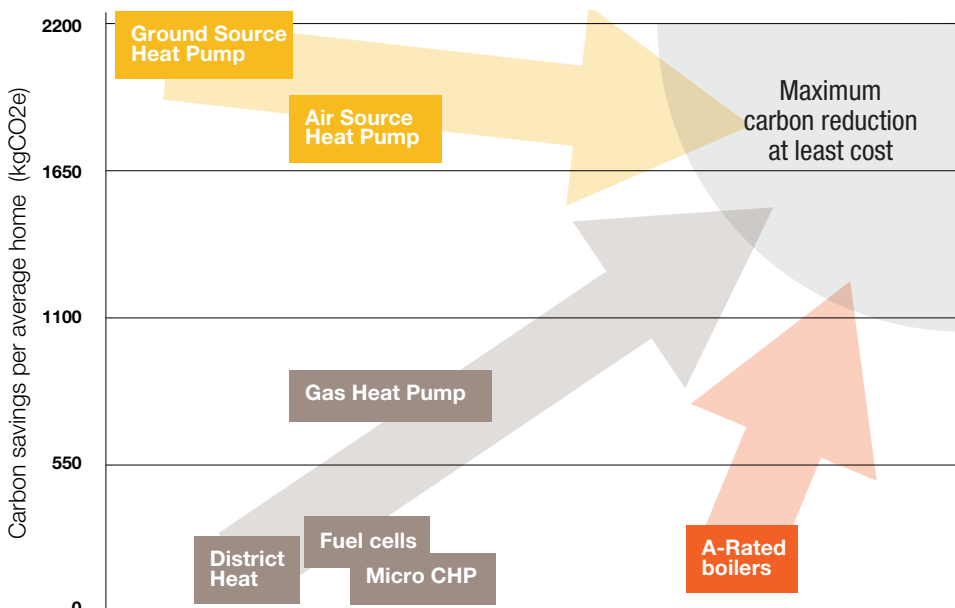 2200
Ground Source
Heat Pump
Air Source
Heat Pump
Maximum
carbon reduction
at least cost
1650
Carbon savings per average home (kgCO2e)
1100
Gas Heat Pump
550
Fuel cells
A-Rated
boilers
District
Heat
Micro CHP
0